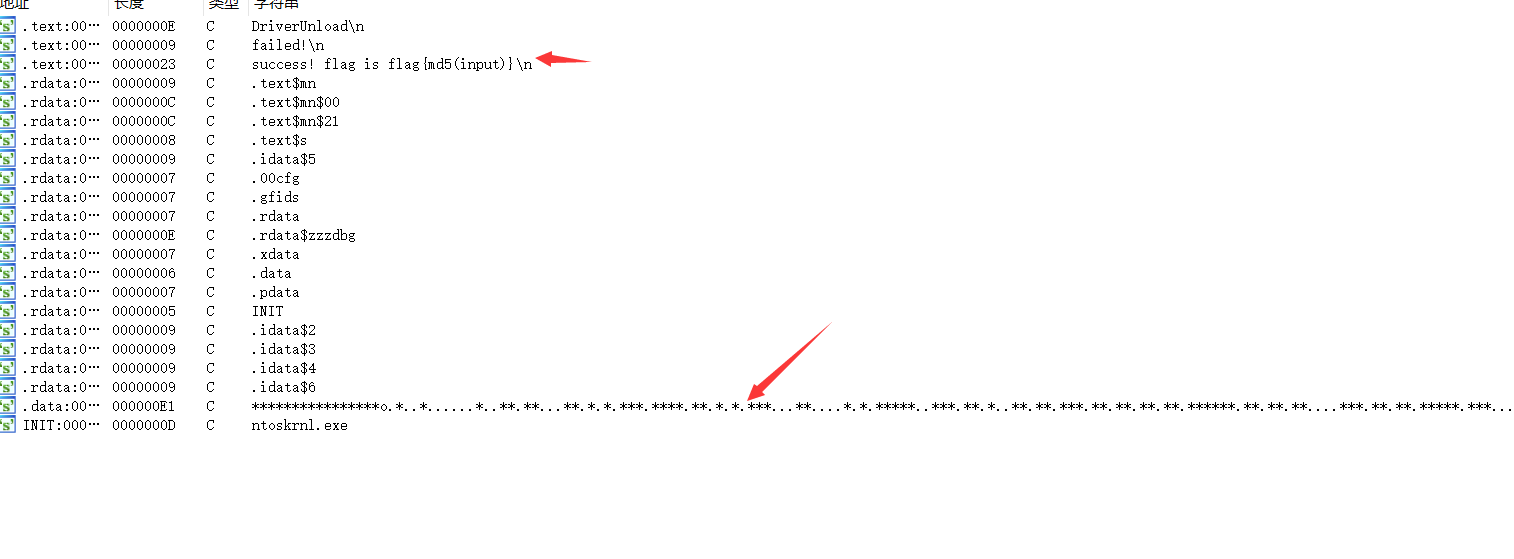 地址 长度 类型 字符串
's' .text:00… 0000000E C DriverUnload\n
's' .text:00… 00000009 C failed!\n
's' .text:00… 00000023 C success! flag is flag{md5(input)}\n
's' .rdata:0… 00000009 C .text$mn
's' .rdata:0… 0000000C C .text$mn$00
's' .rdata:0… 0000000C C .text$mn$21
's' .rdata:0… 00000008 C .text$s
's' .rdata:0… 00000009 C .idata$5
's' .rdata:0… 00000007 C .00cfg
's' .rdata:0… 00000007 C .gfids
's' .rdata:0… 00000007 C .rdata
's' .rdata:0… 0000000E C .rdata$zzzdbg
's' .rdata:0… 00000007 C .xdata
's' .rdata:0… 00000006 C .data
's' .rdata:0… 00000007 C .pdata
's' .rdata:0… 00000005 C INIT
's' .rdata:0… 00000009 C .idata$2
's' .rdata:0… 00000009 C .idata$3
's' .rdata:0… 00000009 C .idata$4
's' .rdata:0… 00000009 C .idata$6
's' .data:00… 000000E1 C ****************o.*..*......*..**.**...**.*.*.***.****.**.*.*.***...**....*.*.*****..***.**.*..**.**.***.**.**.**.**.******.**.**.**....***.**.**.*****.***...
's' INIT:000… 0000000D C ntoskrnl.exe